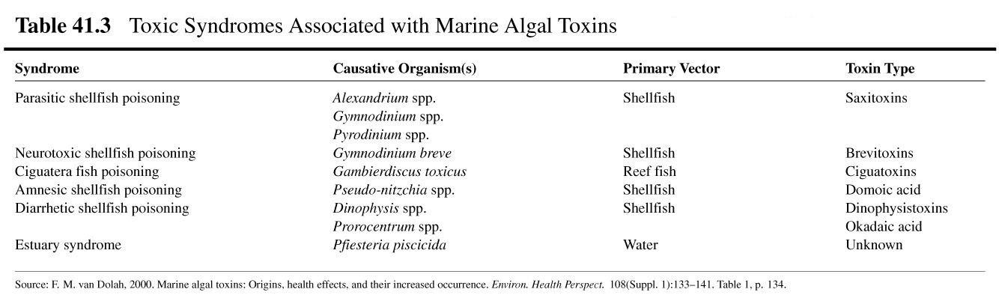 Table 41.3 Toxic Syndromes Associated with Marine Algal Toxins
Syndrome Causative Organism(s) Primary Vector Toxin Type
Parasitic shellfish poisoning Alexandrium spp. Shellfish Saxitoxins
Gymnodinium spp.
Pyrodinium spp.
Neurotoxic shellfish poisoning Gymnodinium breve Shellfish Brevitoxins
Ciguatera fish poisoning Gambierdiscus toxicus Reef fish Ciguatoxins
Amnesic shellfish poisoning Pseudo-nitzchia spp. Shellfish Domoic acid
Diarrhetic shellfish poisoning Dinophysis spp. Shellfish Dinophysistoxins
Prorocentrum spp. Okadaic acid
Estuary syndrome Pfiesteria piscicida Water Unknown
Source: F. M. van Dolah, 2000. Marine algal toxins: Origins, health effects, and their increased occurrence. Environ. Health Perspect. 108(Suppl. 1):133–141. Table 1, p. 134.